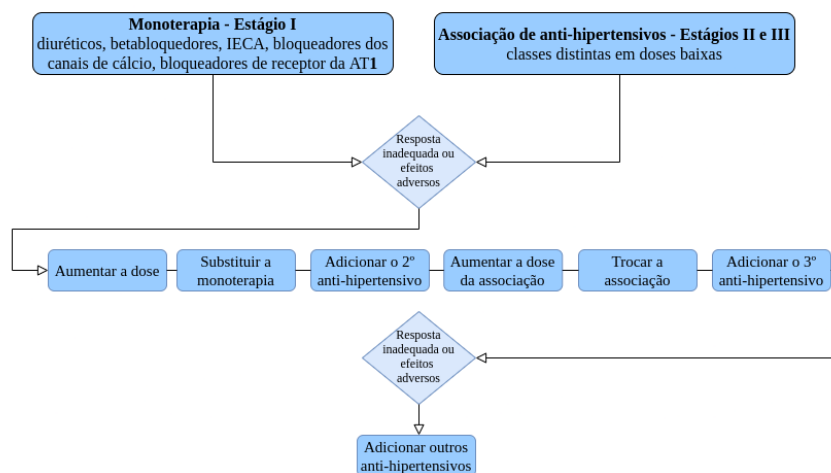 Monoterapia - Estágio I
diuréticos, betabloquedores, IECA, bloqueadores dos
canais de cálcio, bloqueadores de receptor da AT1
Associação de anti-hipertensivos - Estágios II e III
classes distintas em doses baixas
Resposta
inadequada ou
efeitos
adversos
Aumentar a dose
Substituir a
monoterapia
Adicionar o 2º
anti-hipertensivo
Aumentar a dose
da associação
Trocar a
associação
Adicionar o 3º
anti-hipertensivo
Resposta
inadequada ou
efeitos
adversos
Adicionar outros
anti-hipertensivos